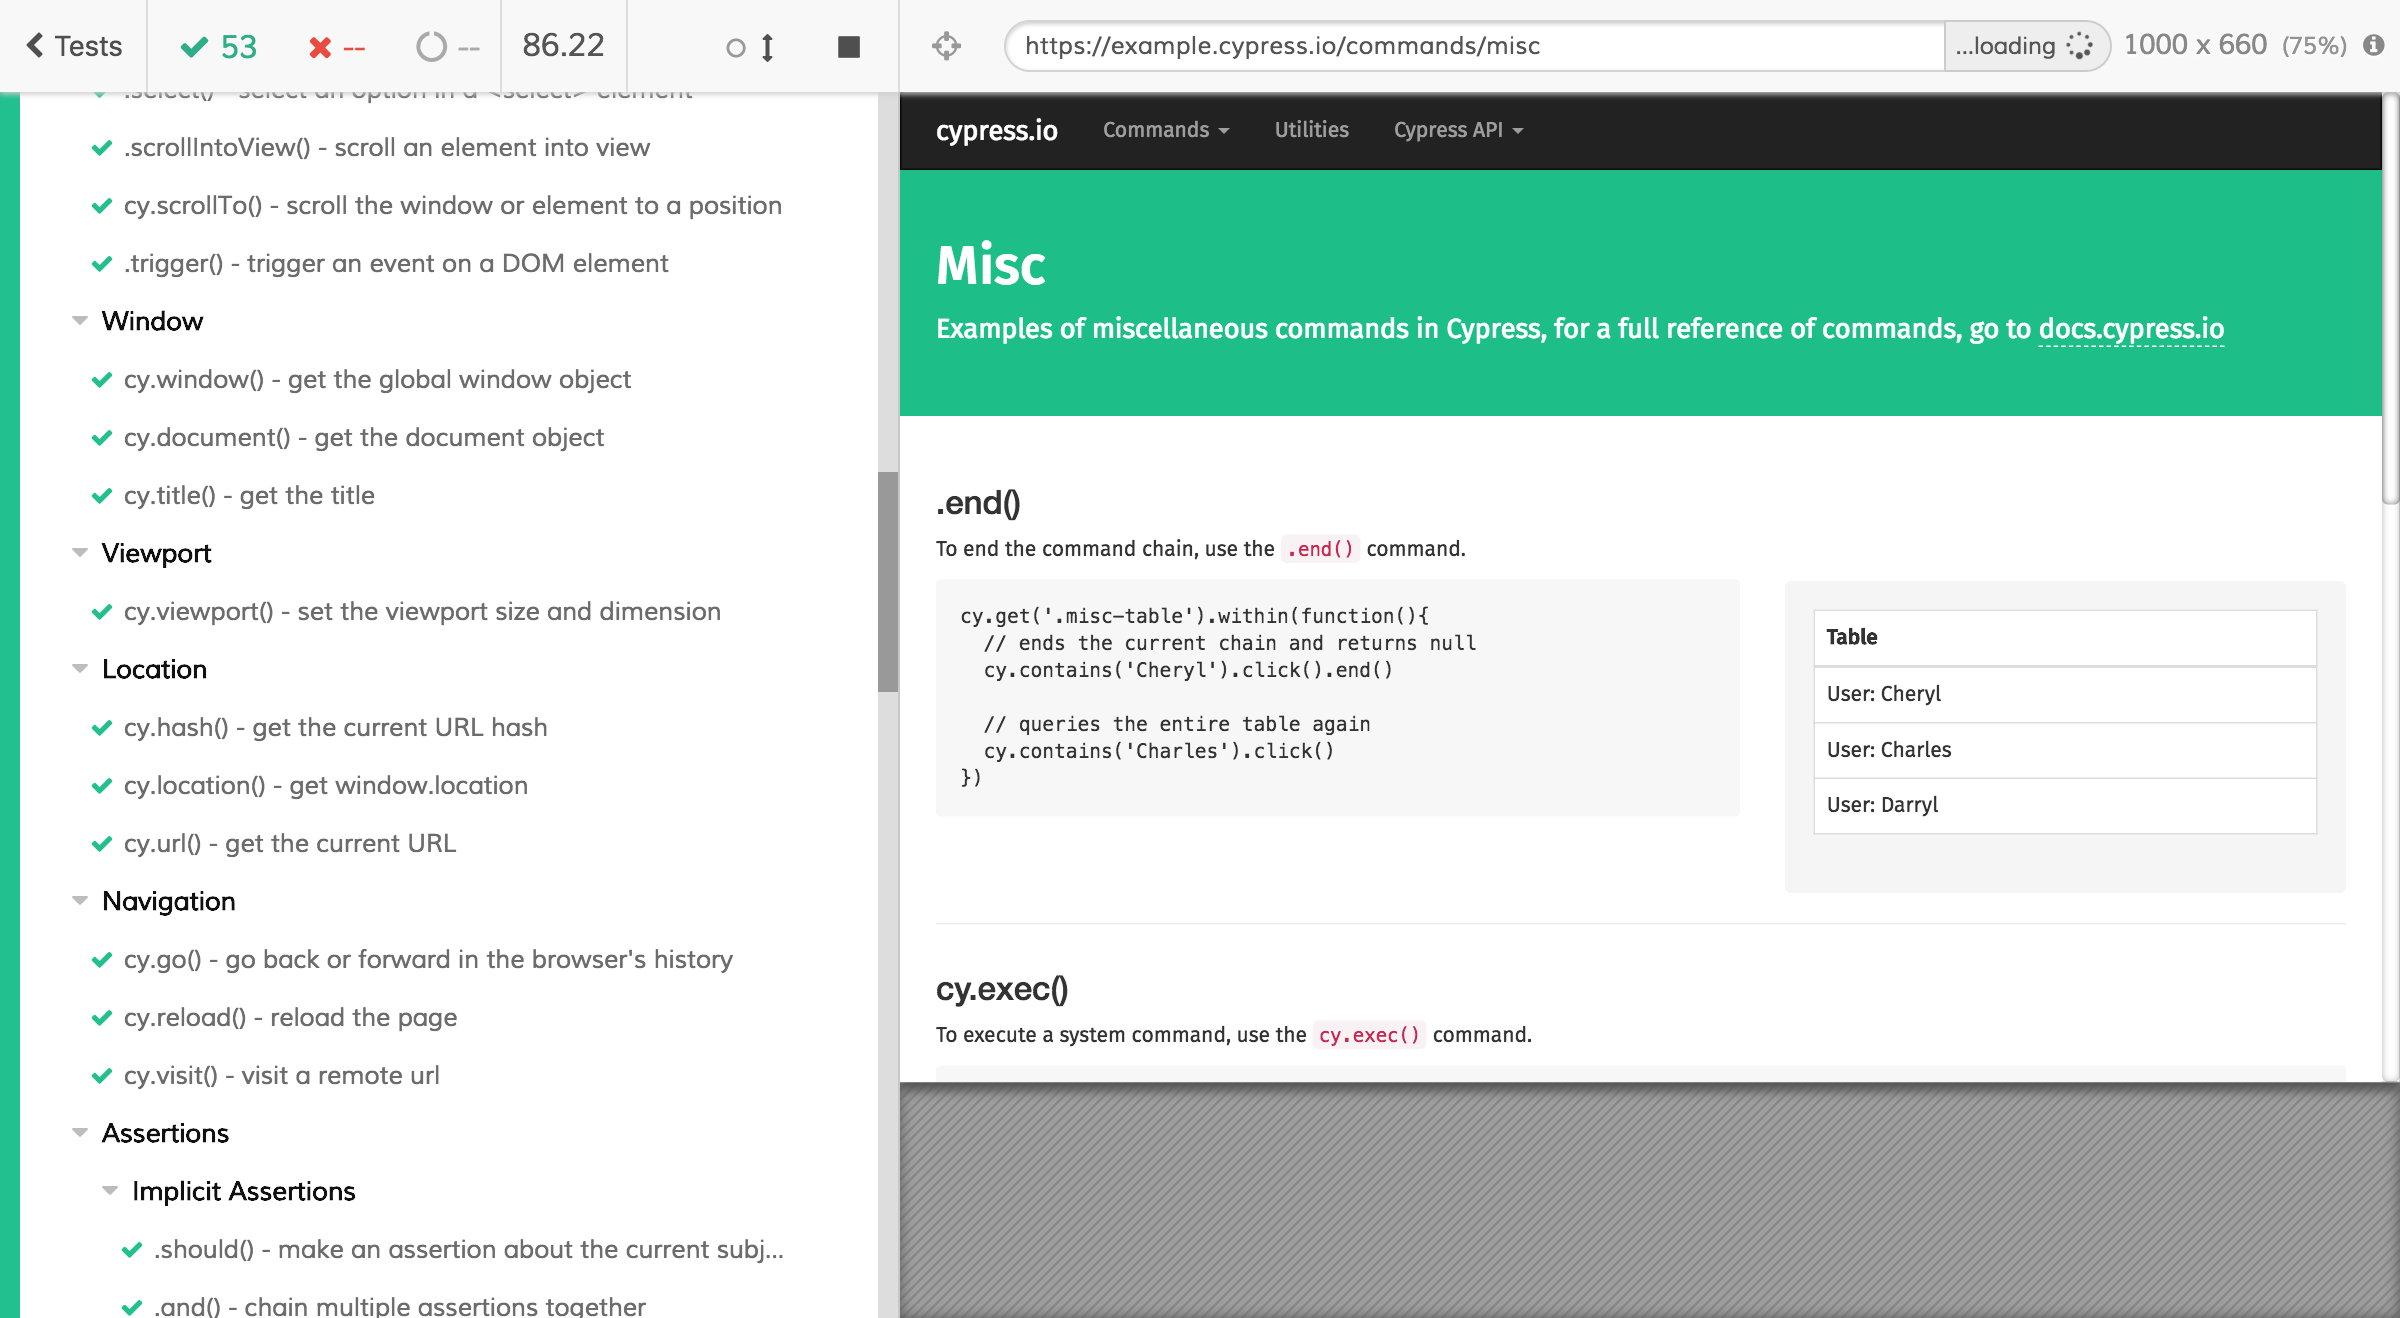 Tests 53 -- -- 86.22
https://example.cypress.io/commands/misc ...loading 1000 x 660 (75%)
.select() - select an option in a <select> element
.scrollIntoView() - scroll an element into view
cy.scrollTo() - scroll the window or element to a position
.trigger() - trigger an event on a DOM element
Window
cy.window() - get the global window object
cy.document() - get the document object
cy.title() - get the title
Viewport
cy.viewport() - set the viewport size and dimension
Location
cy.hash() - get the current URL hash
cy.location() - get window.location
cy.url() - get the current URL
Navigation
cy.go() - go back or forward in the browser's history
cy.reload() - reload the page
cy.visit() - visit a remote url
Assertions
Implicit Assertions
.should() - make an assertion about the current subj...
.and() - chain multiple assertions together
cypress.io Commands Utilities Cypress API
Misc
Examples of miscellaneous commands in Cypress, for a full reference of commands, go to docs.cypress.io
.end()
To end the command chain, use the .end() command.
cy.get('.misc-table').within(function(){
// ends the current chain and returns null
cy.contains('Cheryl').click().end()
// queries the entire table again
cy.contains('Charles').click()
})
Table
User: Cheryl
User: Charles
User: Darryl
cy.exec()
To execute a system command, use the cy.exec() command.